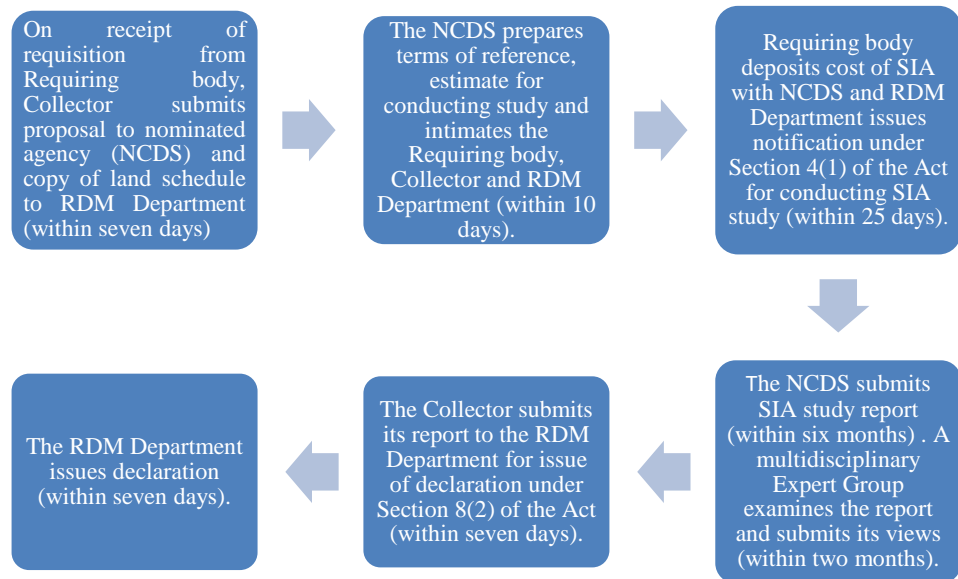 On receipt of
requisition from
Requiring body,
Collector submits
proposal to nominated
agency (NCDS) and
copy of land schedule
to RDM Department
(within seven days)
The NCDS prepares
terms of reference,
estimate for
conducting study and
intimates the
Requiring body,
Collector and RDM
Department (within 10
days).
Requiring body
deposits cost of SIA
with NCDS and RDM
Department issues
notification under
Section 4(1) of the Act
for conducting SIA
study (within 25 days).
The NCDS submits
SIA study report
(within six months) . A
multidisciplinary
Expert Group
examines the report
and submits its views
(within two months).
The Collector submits
its report to the RDM
Department for issue
of declaration under
Section 8(2) of the Act
(within seven days).
The RDM Department
issues declaration
(within seven days).